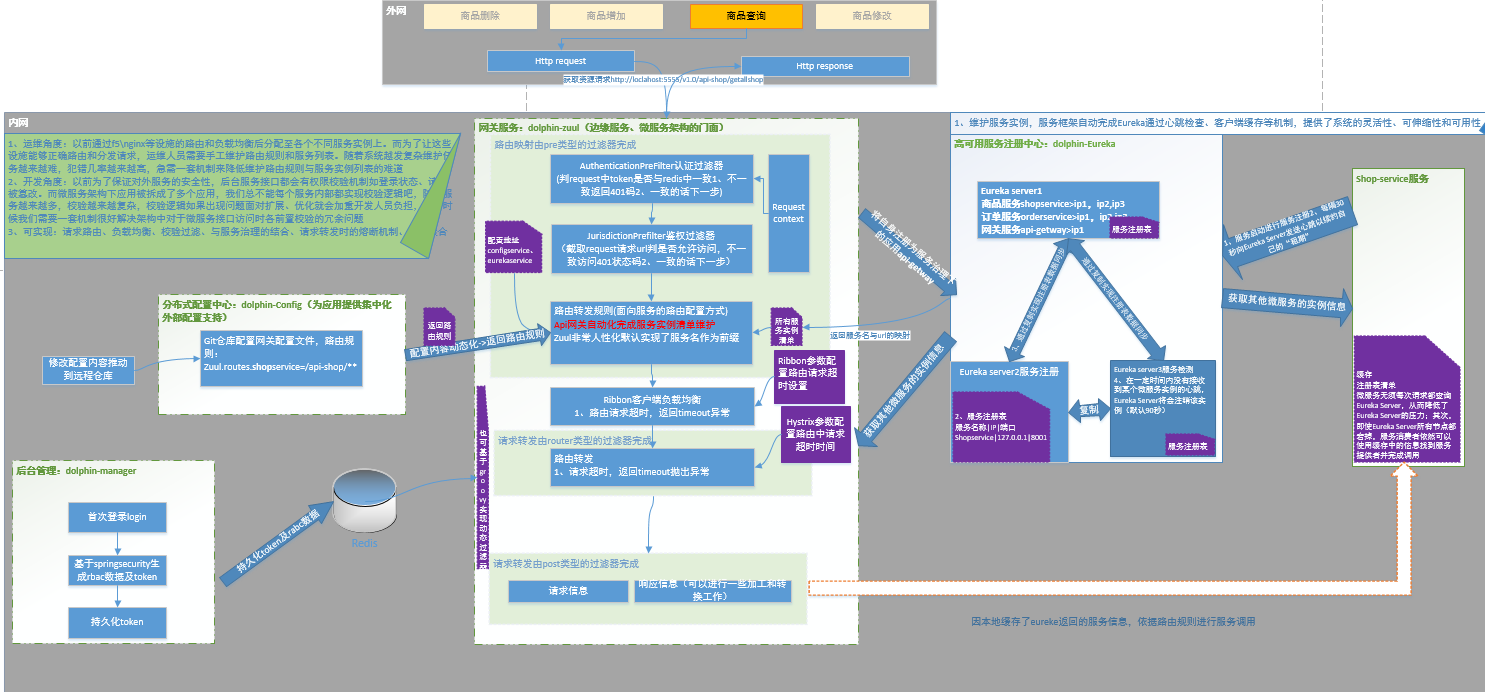 外网
商品删除
商品增加
商品查询
商品修改
Http request
Http response
获取资源请求http://loclahost:5555/v1.0/api-shop/getallshop
内网
1、运维角度：以前通过f5\nginx等设施的路由和负载均衡后分配至各个不同服务实例上。而为了让这些
设施能够正确路由和分发请求，运维人员需要手工维护路由规则和服务列表。随着系统越发复杂维护任
务越来越难，犯错几率越来越高，急需一套机制来降低维护路由规则与服务实例列表的难道
2、开发角度：以前为了保证对外服务的安全性，后台服务接口都会有权限校验机制如登录状态、请
被篡改。而微服务架构下应用被拆成了多个应用，我们总不能每个服务内部都实现校验逻辑吧，
务越来越多，校验越来越复杂，校验逻辑如果出现问题面对扩展、优化就会加重开发人员负担，
候我们需要一套机制很好解决架构中对于微服务接口访问时各前置校验的冗余问题
3、可实现：请求路由、负载均衡、校验过滤、与服务治理的结合、请求转发时的熔断机制、
合
网关服务：dolphin-zuul（边缘服务、微服务架构的门面）
路由映射由pre类型的过滤器完成
AuthenticationPreFilter认证过滤器
(判request中token是否与redis中一致1、不一
致返回401码2、一致的话下一步)
Request
context
JurisdictionPreFilter鉴权过滤器
（截取request请求url判是否允许访问，不一
致访问401状态码2、一致的话下一步）
配置地址
configservice、
eurekaservice
路由转发规则(面向服务的路由配置方式)
Api网关自动化完成服务实例清单维护
Zuul非常人性化默认实现了服务名作为前缀
所有服
务实例
清单
返回服务名与url的映射
Ribbon参数配
置路由请求超
时设置
Ribbon客户端负载均衡
1、路由请求超时，返回timeout异常
Hystrix参数配
置路由中请求
超时时间
请求转发由router类型的过滤器完成
路由转发
1、请求超时，返回timeout抛出异常
也可基于groovy实现动态过滤器
请求转发由post类型的过滤器完成
请求信息
响应信息（可以进行一些加工和转
换工作）
分布式配置中心：dolphin-Config（为应用提供集中化
外部配置支持）
Git仓库配置网关配置文件，路由规
则：
Zuul.routes.shopservice=/api-shop/**
修改配置内容推动
到远程仓库
返回路
由规则
配置内容动态化->返回路由规则
后台管理：dolphin-manager
首次登录login
基于springsecurity生
成rbac数据及token
持久化token
持久化token及rabc数据
Redis
将自身注册为服务治理下
的应用api-getway
获取其他微服务的实例信息
1、维护服务实例，服务框架自动完成Eureka通过心跳检查、客户端缓存等机制，提供了系统的灵活性、可伸缩性和可用性
高可用服务注册中心：dolphin-Eureka
Eureka server1
商品服务shopservice>ip1，ip2,ip3
订单服务orderservice>ip1，ip2,ip3
网关服务api-getway>ip1
服务注册表
3、通过复制实现注册表数据同步
通过复制实现注册表数据同步
Eureka server2服务注册
2、服务注册表
服务名称|IP|端口
Shopservice|127.0.0.1|8001
复制
Eureka server3服务检测
4、在一定时间内没有接收
到某个微服务实例的心跳，
Eureka Server将会注销该实
例（默认90秒）
服务注册表
1、服务启动进行服务注册2、每隔30
秒向Eureka Server发送心跳以续约自
己的“租期”
获取其他微服务的实例信息
Shop-service服务
缓存
注册表清单
微服务无须每次请求都查询
Eureka Server，从而降低了
Eureka Server的压力；其次，
即使Eureka Server所有节点都
宕掉，服务消费者依然可以
使用缓存中的信息找到服务
提供者并完成调用
因本地缓存了eureke返回的服务信息，依据路由规则进行服务调用